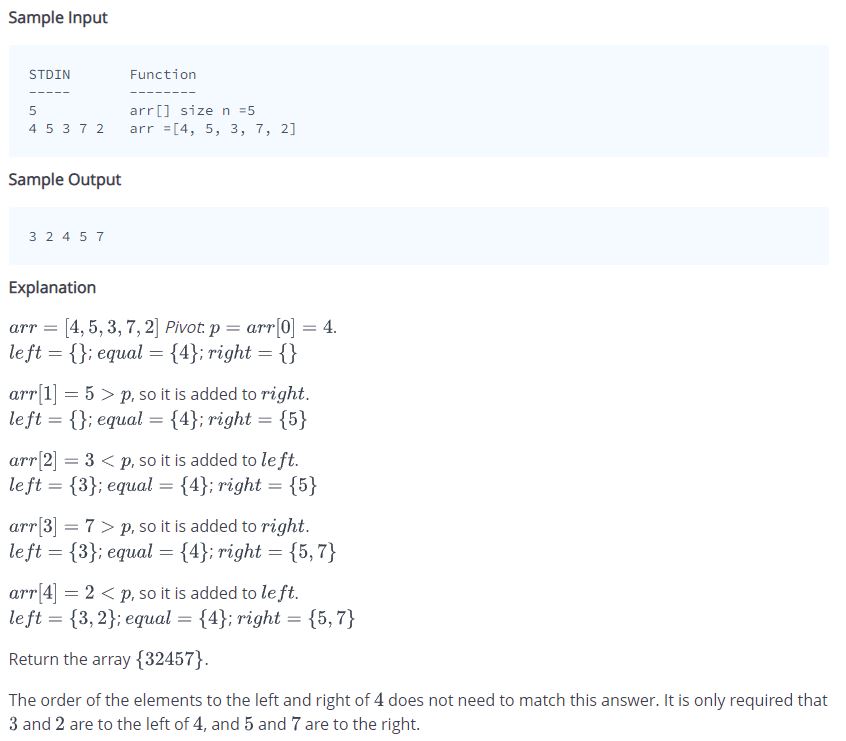 Sample Input
STDIN Function
----- --------
5 arr[] size n =5
4 5 3 7 2 arr =[4, 5, 3, 7, 2]
Sample Output
3 2 4 5 7
Explanation
arr = [4, 5, 3, 7, 2] Pivot: p = arr[0] = 4.
left = {}; equal = {4}; right = {}
arr[1] = 5 > p, so it is added to right.
left = {}; equal = {4}; right = {5}
arr[2] = 3 < p, so it is added to left.
left = {3}; equal = {4}; right = {5}
arr[3] = 7 > p, so it is added to right.
left = {3}; equal = {4}; right = {5, 7}
arr[4] = 2 < p, so it is added to left.
left = {3, 2}; equal = {4}; right = {5, 7}
Return the array {32457}.
The order of the elements to the left and right of 4 does not need to match this answer. It is only required that
3 and 2 are to the left of 4, and 5 and 7 are to the right.